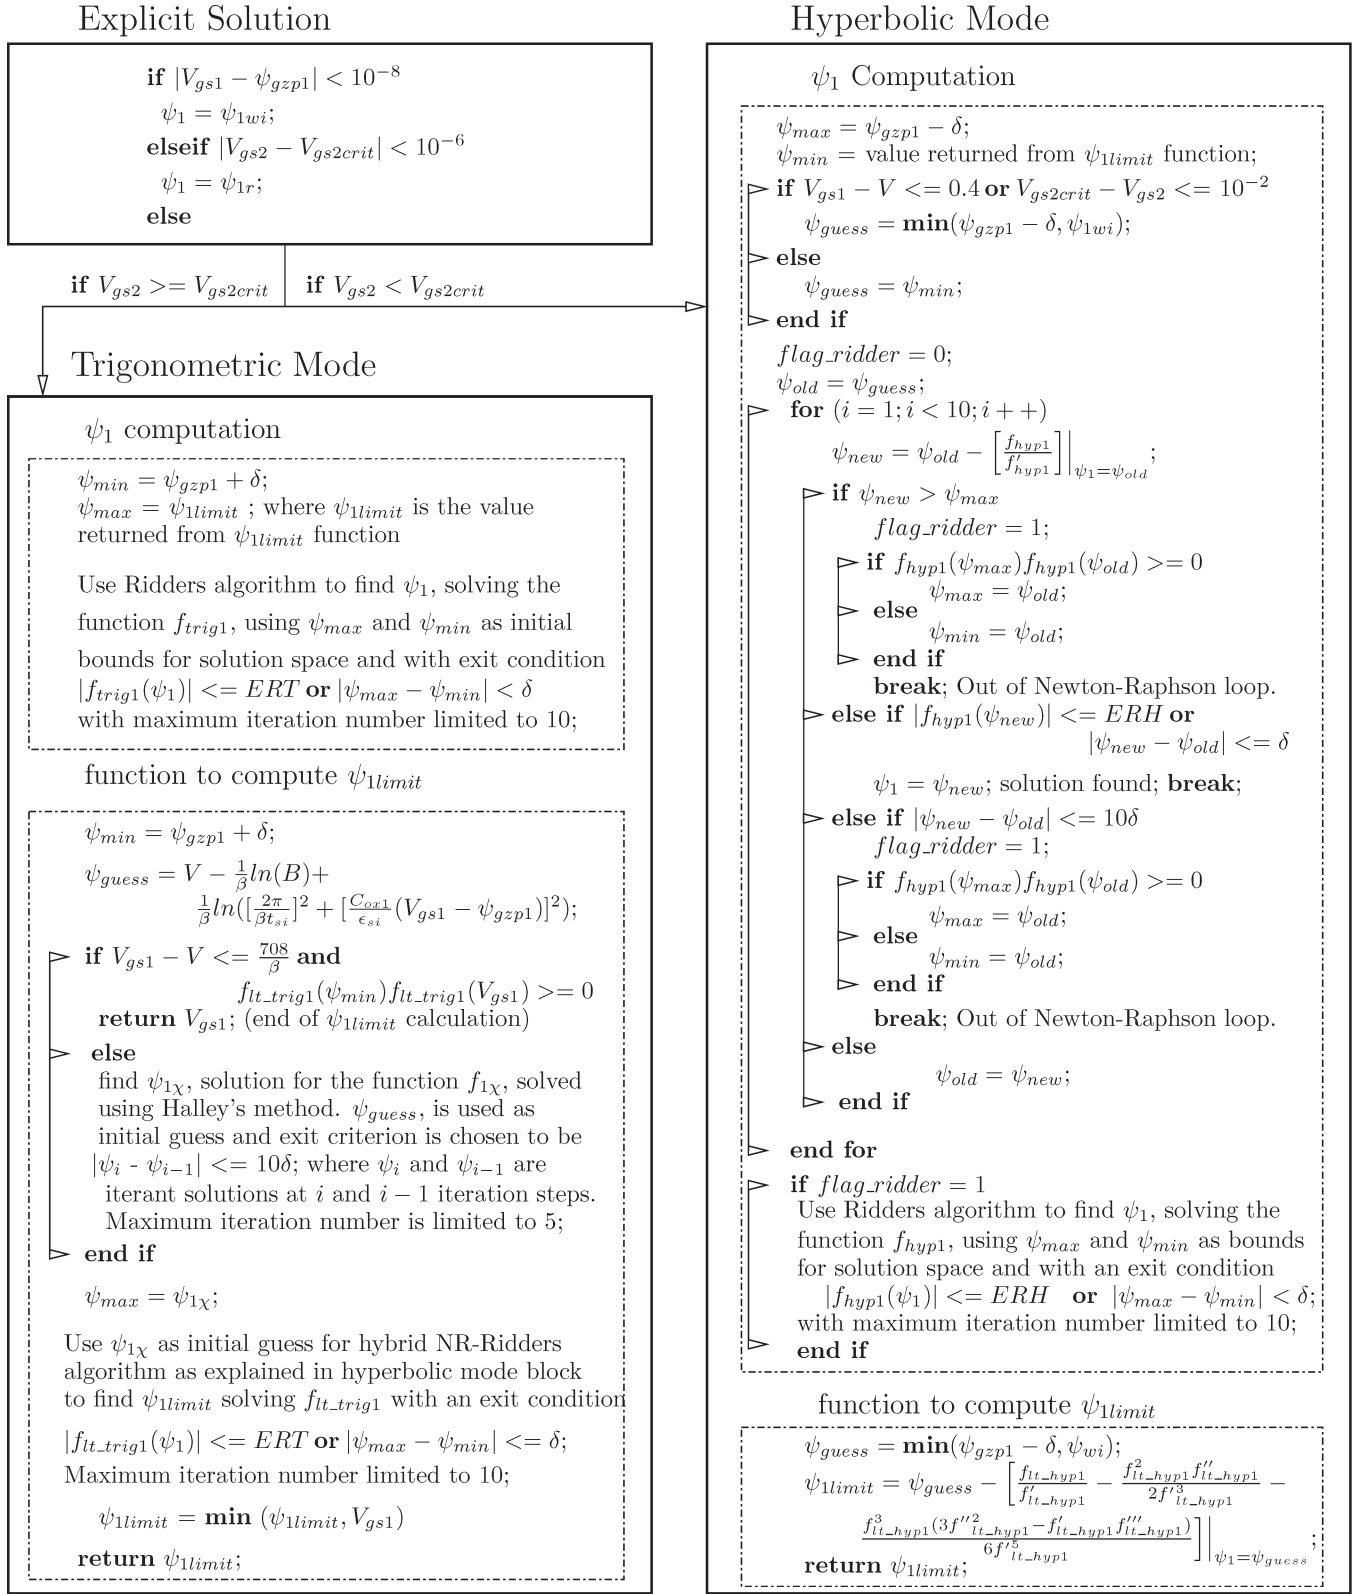 Explicit Solution
if |V_{gs1} − ψ_{gzp1}| < 10^{−8}
ψ_1 = ψ_{1wi};
elseif |V_{gs2} − V_{gs2crit}| < 10^{−6}
ψ_1 = ψ_{1r};
else
if V_{gs2} >= V_{gs2crit}
if V_{gs2} < V_{gs2crit}
Trigonometric Mode
ψ_1 computation
ψ_{min} = ψ_{gzp1} + δ;
ψ_{max} = ψ_{1limit} ; where ψ_{1limit} is the value
returned from ψ_{1limit} function
Use Ridders algorithm to find ψ_1, solving the
function f_{trig1}, using ψ_{max} and ψ_{min} as initial
bounds for solution space and with exit condition
|f_{trig1}(ψ_1)| <= ERT or |ψ_{max} − ψ_{min}| < δ
with maximum iteration number limited to 10;
function to compute ψ_{1limit}
ψ_{min} = ψ_{gzp1} + δ;
ψ_{guess} = V − \frac{1}{β}ln(B)+
\frac{1}{β}ln([\frac{2π}{βt_{si}}]^2 + [\frac{C_{ox1}}{ϵ_{si}}(V_{gs1} − ψ_{gzp1})]^2);
if V_{gs1} − V <= \frac{708}{β} and
f_{lt\_trig1}(ψ_{min})f_{lt\_trig1}(V_{gs1}) >= 0
return V_{gs1}; (end of ψ_{1limit} calculation)
else
find ψ_{1χ}, solution for the function f_{1χ}, solved
using Halley's method. ψ_{guess}, is used as
initial guess and exit criterion is chosen to be
|ψ_i - ψ_{i−1}| <= 10δ; where ψ_i and ψ_{i−1} are
iterant solutions at i and i − 1 iteration steps.
Maximum iteration number is limited to 5;
end if
ψ_{max} = ψ_{1χ};
Use ψ_{1χ} as initial guess for hybrid NR-Ridders
algorithm as explained in hyperbolic mode block
to find ψ_{1limit} solving f_{lt\_trig1} with an exit condition
|f_{lt\_trig1}(ψ_1)| <= ERT or |ψ_{max} − ψ_{min}| <= δ;
Maximum iteration number limited to 10;
ψ_{1limit} = min (ψ_{1limit}, V_{gs1})
return ψ_{1limit};
Hyperbolic Mode
ψ_1 Computation
ψ_{max} = ψ_{gzp1} − δ;
ψ_{min} = value returned from ψ_{1limit} function;
if V_{gs1} − V <= 0.4 or V_{gs2crit} − V_{gs2} <= 10^{−2}
ψ_{guess} = min(ψ_{gzp1} − δ, ψ_{1wi});
else
ψ_{guess} = ψ_{min};
end if
flag_ridder = 0;
ψ_{old} = ψ_{guess};
for (i = 1; i < 10; i + +)
ψ_{new} = ψ_{old} − [\frac{f_{hyp1}}{f′_{hyp1}}]|_{ψ_1=ψ_{old}};
if ψ_{new} > ψ_{max}
flag_ridder = 1;
if f_{hyp1}(ψ_{max})f_{hyp1}(ψ_{old}) >= 0
ψ_{max} = ψ_{old};
else
ψ_{min} = ψ_{old};
end if
break; Out of Newton-Raphson loop.
else if |f_{hyp1}(ψ_{new})| <= ERH or
|ψ_{new} − ψ_{old}| <= δ
ψ_1 = ψ_{new}; solution found; break;
else if |ψ_{new} − ψ_{old}| <= 10δ
flag_ridder = 1;
if f_{hyp1}(ψ_{max})f_{hyp1}(ψ_{old}) >= 0
ψ_{max} = ψ_{old};
else
ψ_{min} = ψ_{old};
end if
break; Out of Newton-Raphson loop.
else
ψ_{old} = ψ_{new};
end if
end for
if flag_ridder = 1
Use Ridders algorithm to find ψ_1, solving the
function f_{hyp1}, using ψ_{max} and ψ_{min} as bounds
for solution space and with an exit condition
|f_{hyp1}(ψ_1)| <= ERH or |ψ_{max} − ψ_{min}| < δ;
with maximum iteration number limited to 10;
end if
function to compute ψ_{1limit}
ψ_{guess} = min(ψ_{gzp1} − δ, ψ_{wi});
ψ_{1limit} = ψ_{guess} − [\frac{f_{lt\_hyp1}}{f′_{lt\_hyp1}} − \frac{f^2_{lt\_hyp1}f″_{lt\_hyp1}}{2f′^3_{lt\_hyp1}} −
\frac{f^3_{lt\_hyp1}(3f″^2_{lt\_hyp1}−f′_{lt\_hyp1}f‴_{lt\_hyp1})}{6f′^5_{lt\_hyp1}}]|_{ψ_1=ψ_{guess}};
return ψ_{1limit};